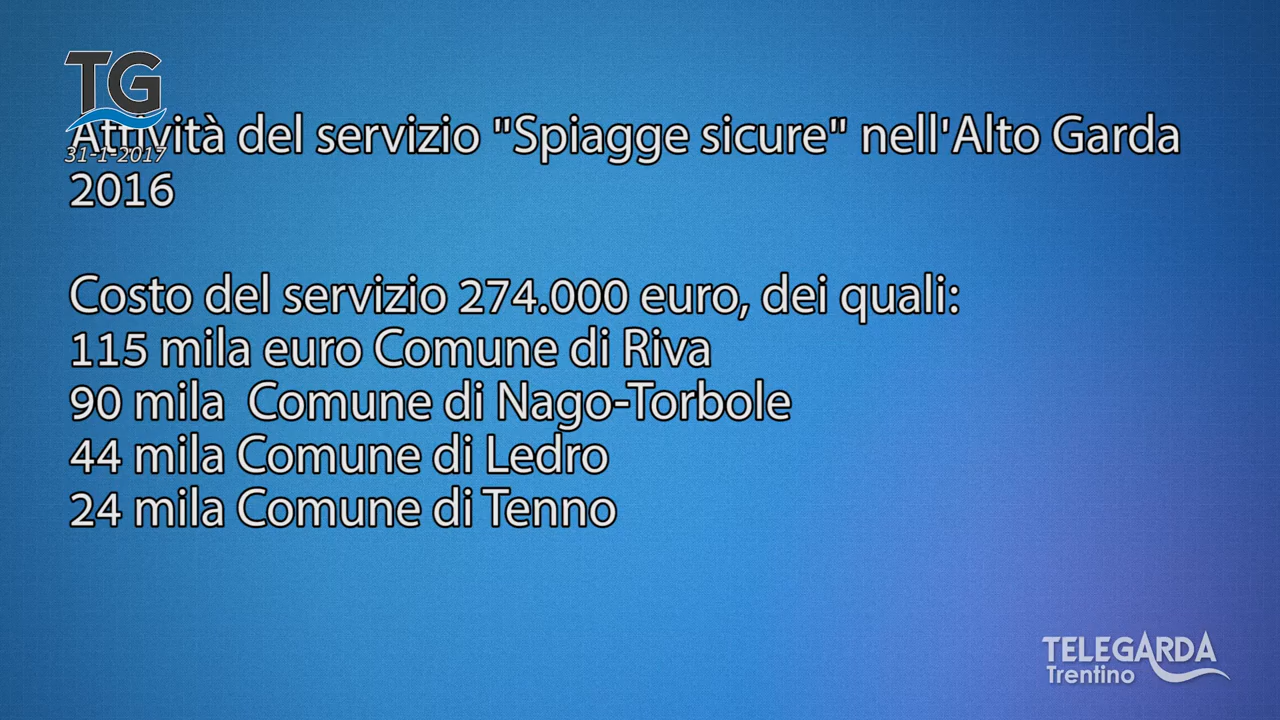 TG
Attività del servizio "Spiagge sicure" nell'Alto Garda
31-1-2017
2016
Costo del servizio 274.000 euro, dei quali:
115 mila euro Comune di Riva
90 mila  Comune di Nago-Torbole
44 mila Comune di Ledro
24 mila Comune di Tenno
TELEGARDA
Trentino